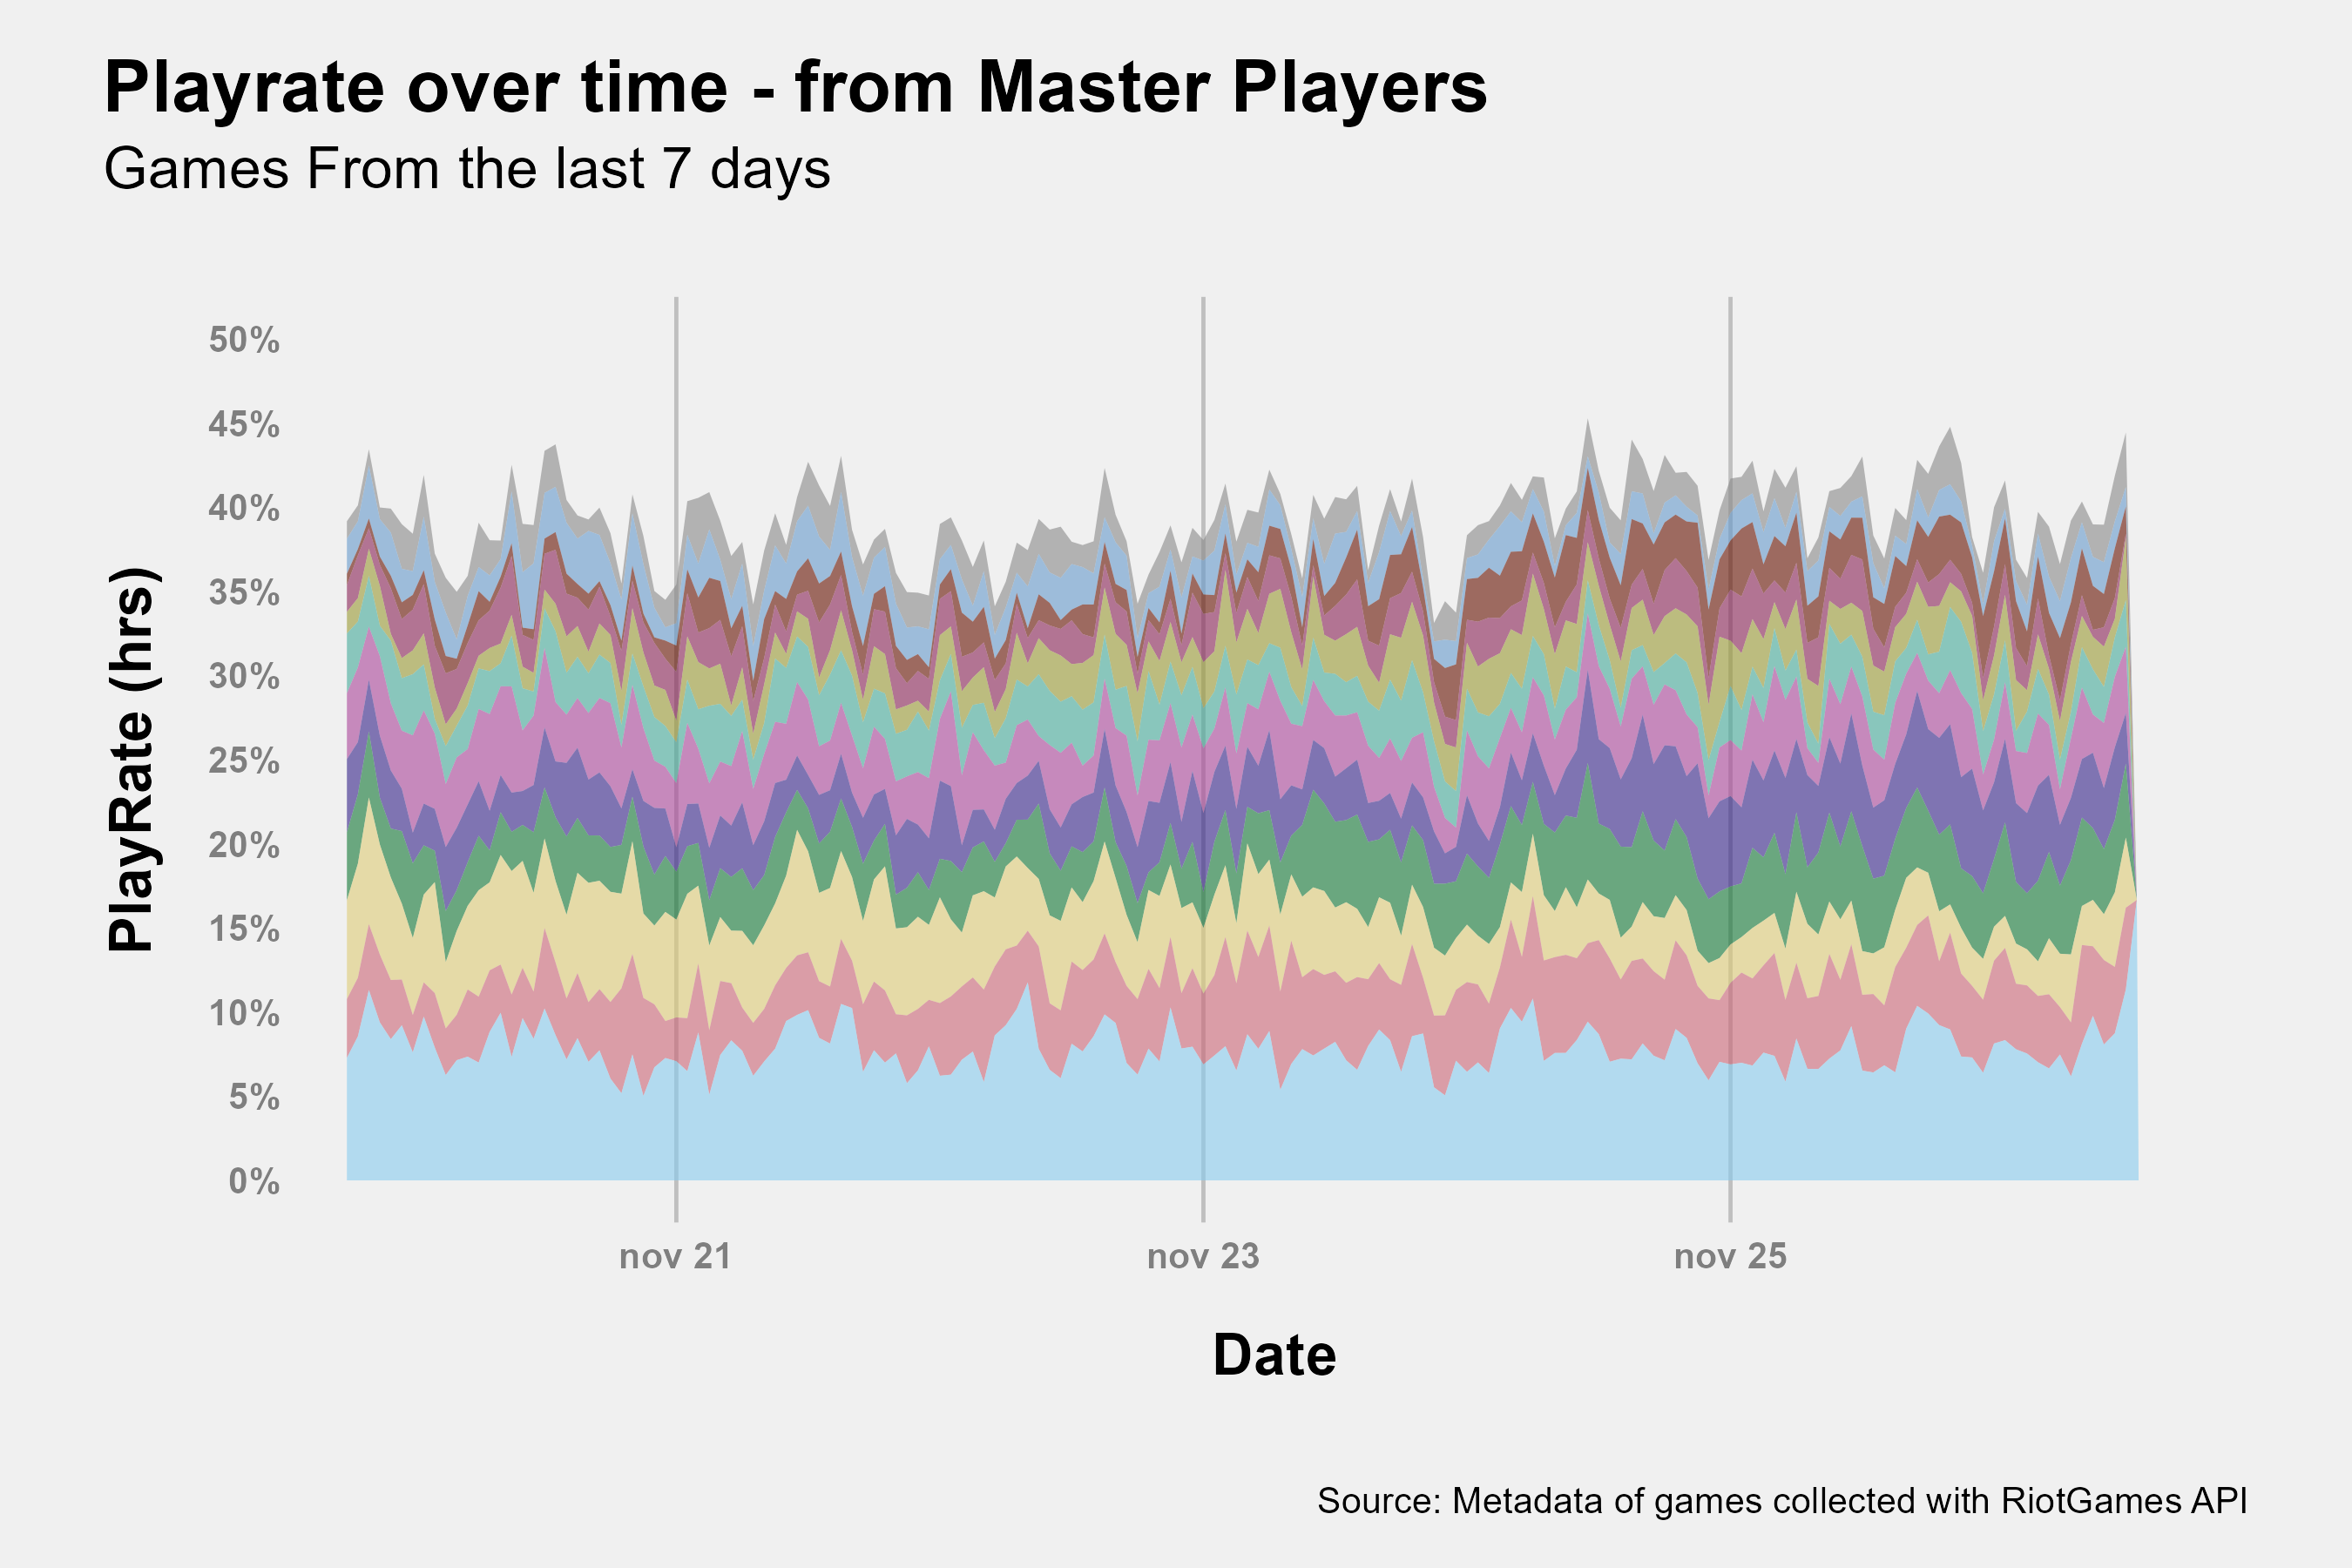 Playrate over time - from Master Players
Games From the last 7 days
PlayRate (hrs)
50%
45%
40%
35%
30%
25%
20%
15%
10%
5%
0%
nov 21
nov 23
nov 25
Date
Source: Metadata of games collected with RiotGames API